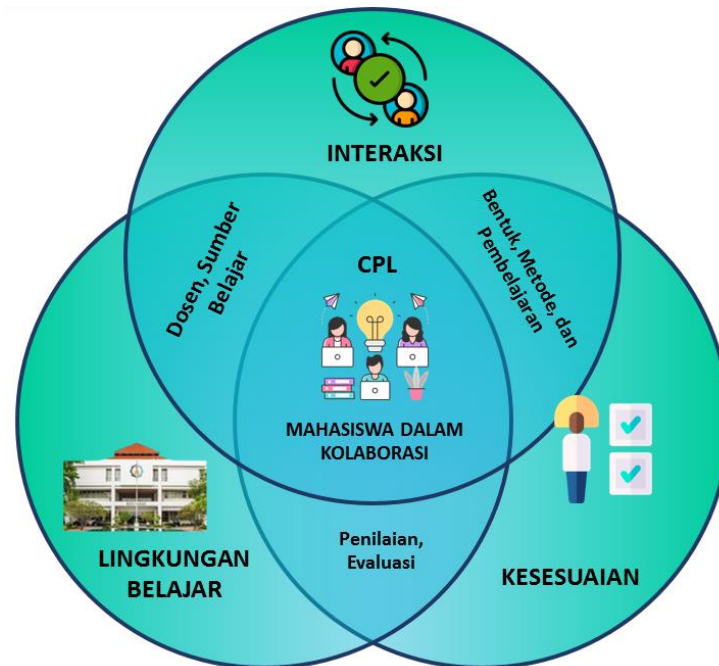 INTERAKSI
Dosen, Sumber
Belajar
Bentuk, Metode, dan
Pembelajaran
CPL
MAHASISWA DALAM
KOLABORASI
LINGKUNGAN
BELAJAR
Penilaian,
Evaluasi
KESESUAIAN